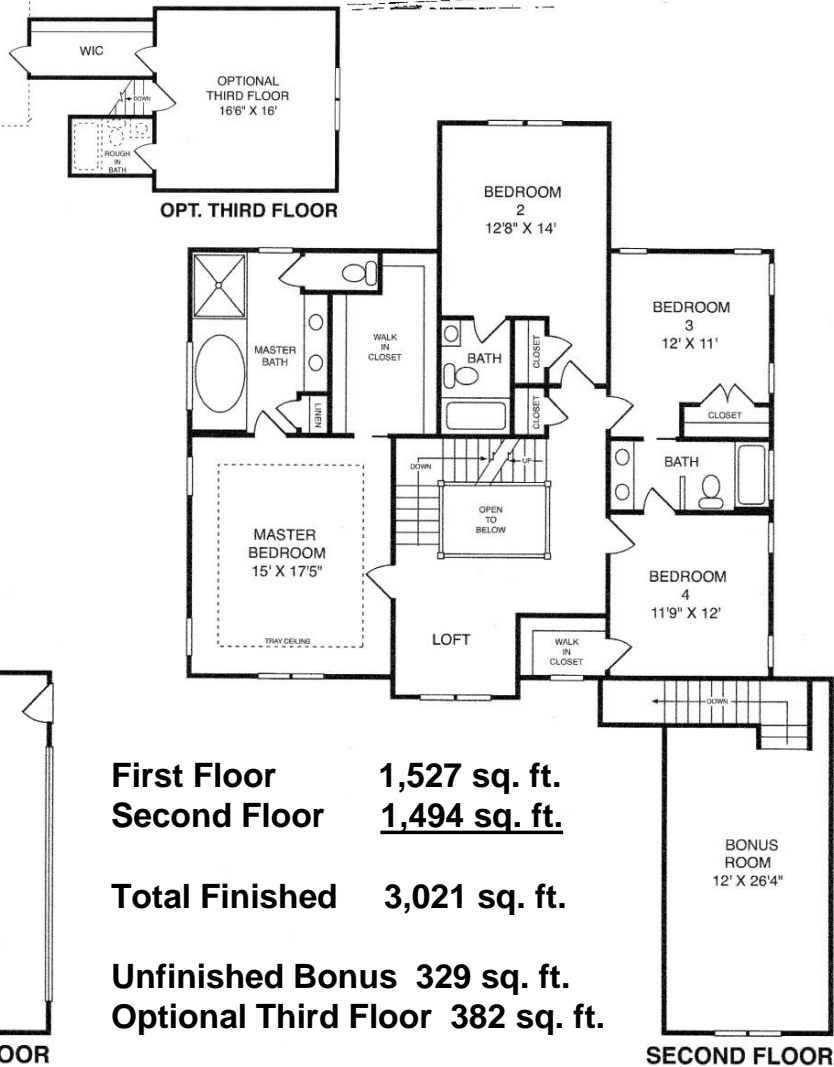 WIC
OPTIONAL
THIRD FLOOR
16'6" X 16'
DOWN
ROUGH
IN
BATH
OPT. THIRD FLOOR
BEDROOM
2
12'8" X 14'
BEDROOM
3
12' X 11'
MASTER
BATH
WALK
IN
CLOSET
BATH
CLOSET
CLOSET
LINEN
CLOSET
BATH
DOWN
UP
OPEN
TO
BELOW
MASTER
BEDROOM
15' X 17'5"
TRAY CEILING
LOFT
WALK
IN
CLOSET
BEDROOM
4
11'9" X 12'
DOWN
BONUS
ROOM
12' X 26'4"
First Floor 1,527 sq. ft.
Second Floor 1,494 sq. ft.
Total Finished 3,021 sq. ft.
Unfinished Bonus 329 sq. ft.
Optional Third Floor 382 sq. ft.
OOR
SECOND FLOOR